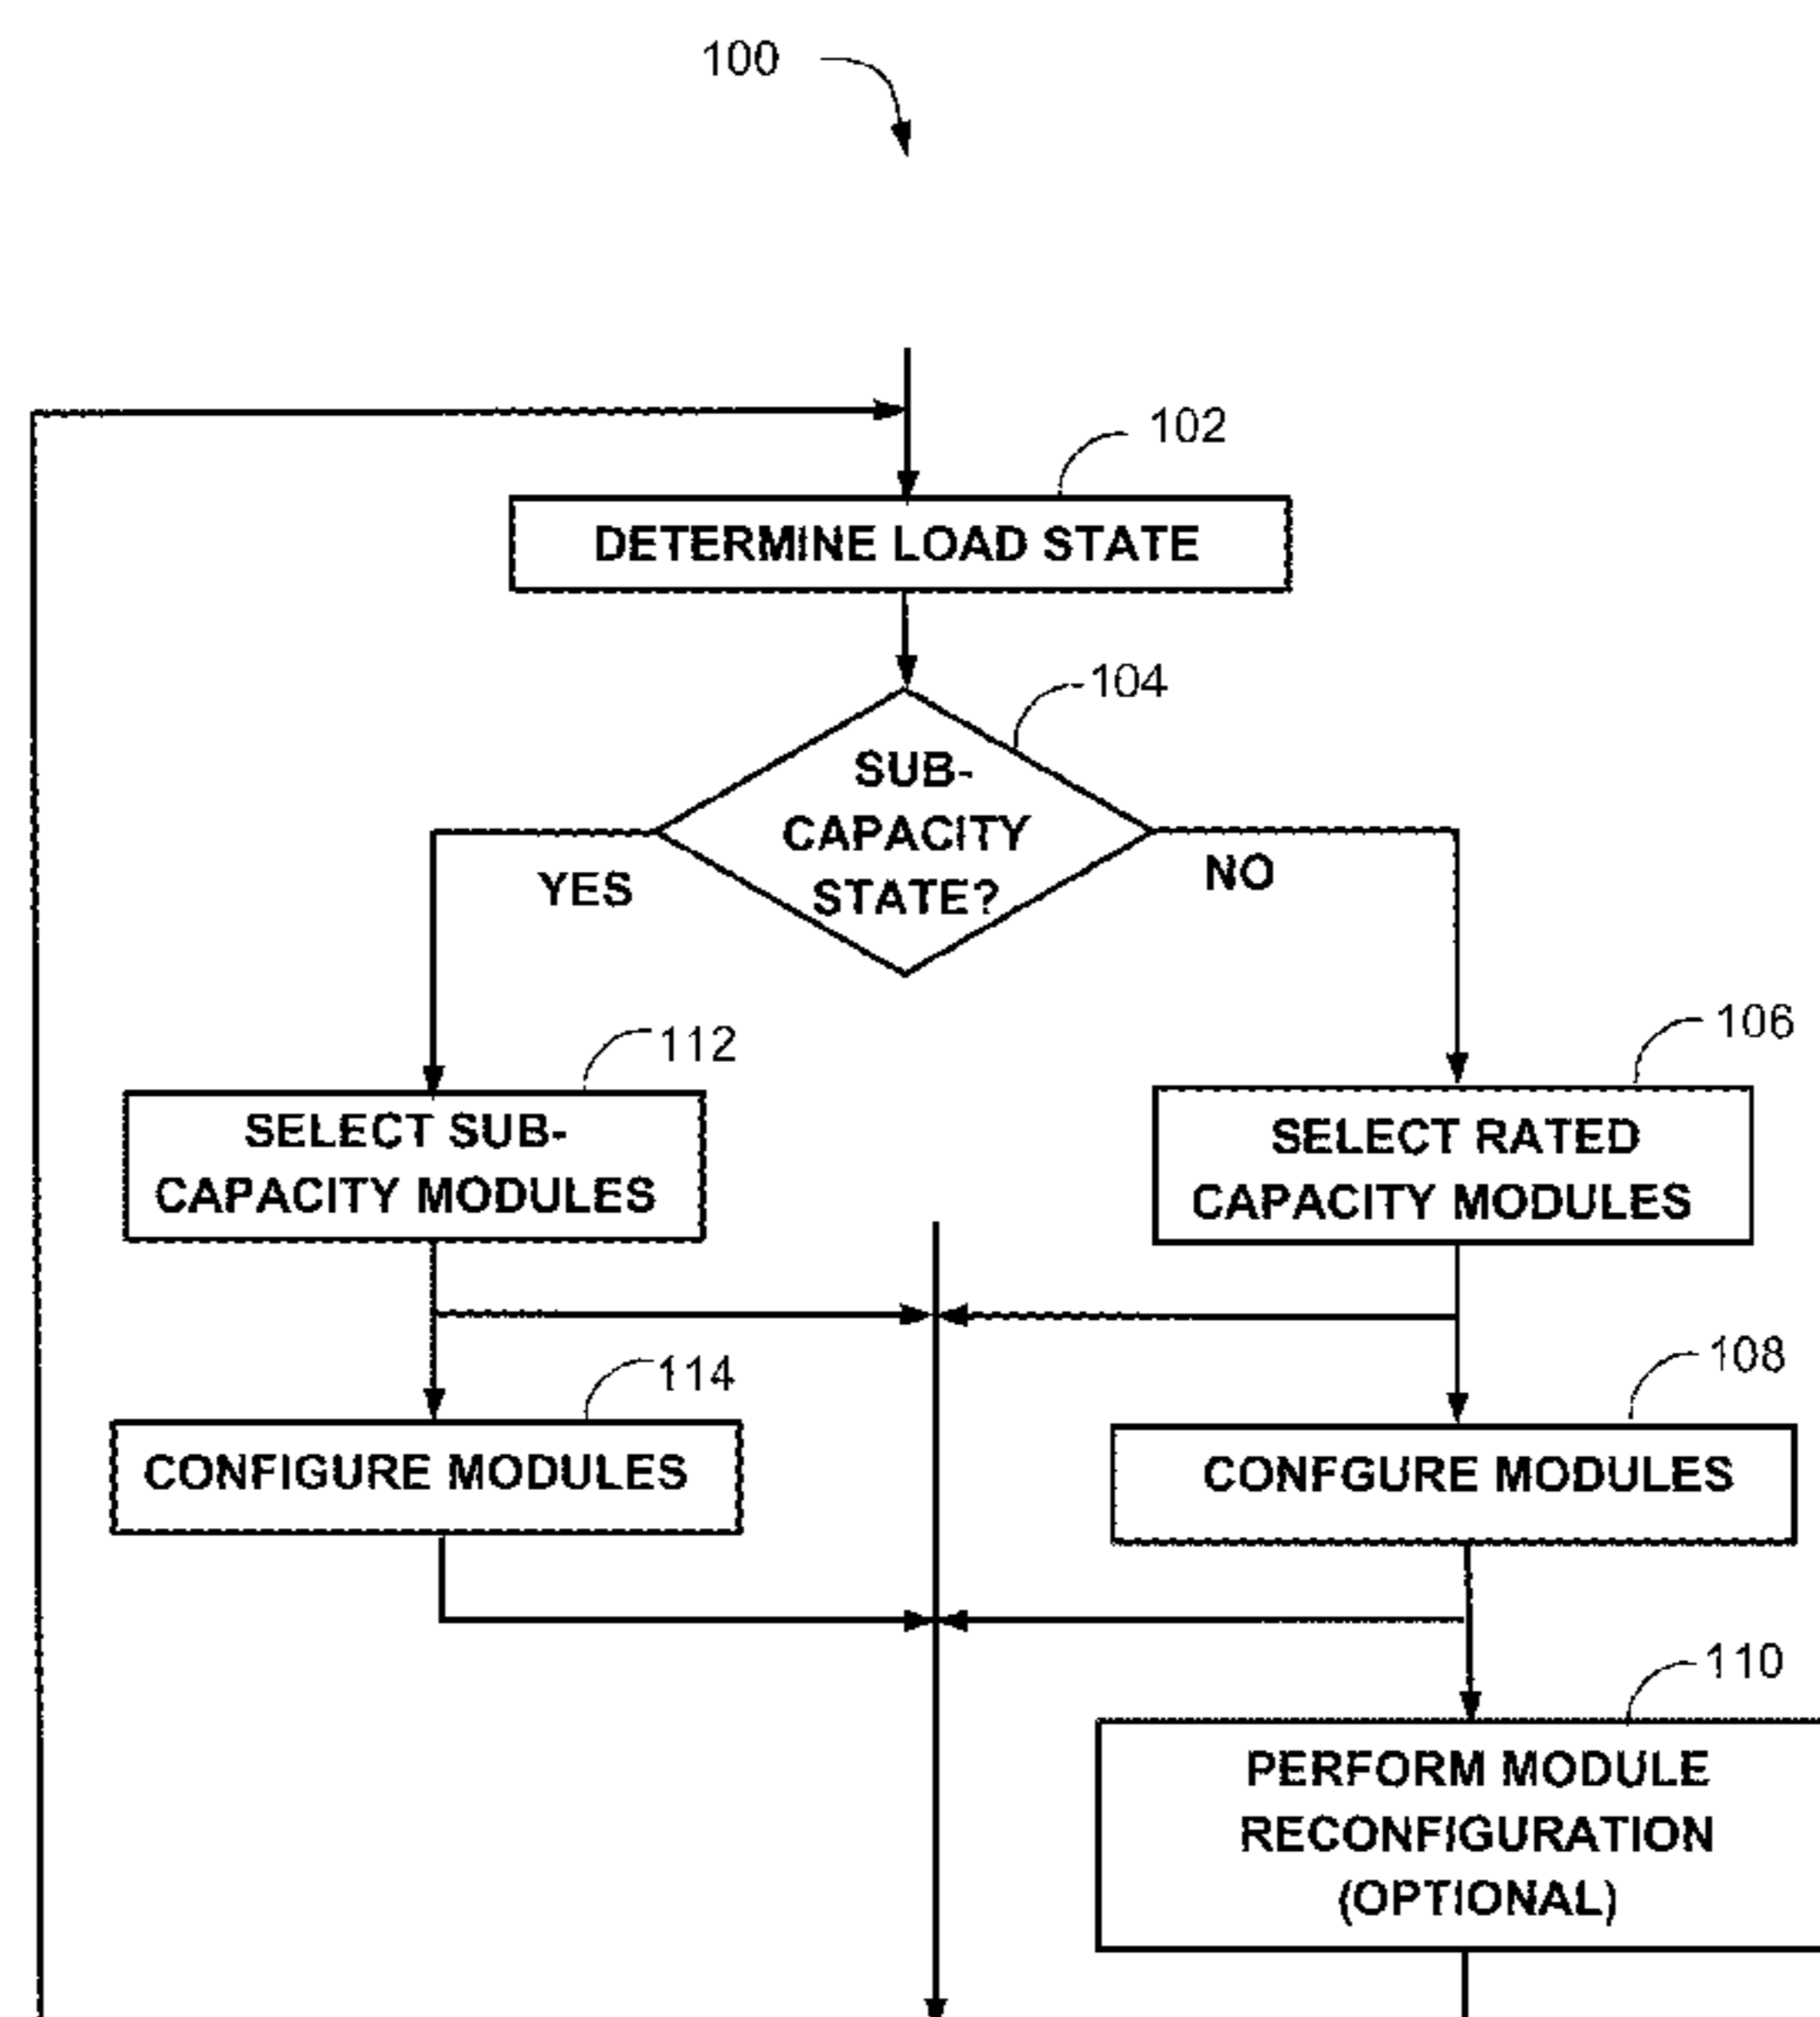 100
102
DETERMINE LOAD STATE
104
SUB-
CAPACITY
STATE?
YES
NO
112
SELECT SUB-
CAPACITY MODULES
106
SELECT RATED
CAPACITY MODULES
114
CONFIGURE MODULES
108
CONFGURE MODULES
110
PERFORM MODULE
RECONFIGURATION
(OPTIONAL)